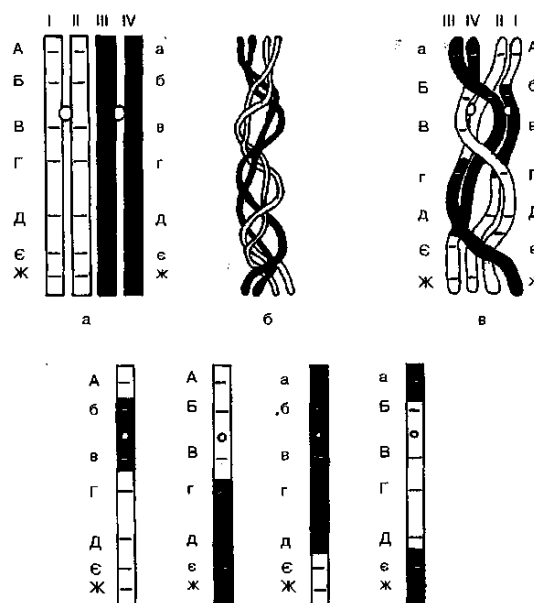 I II III IV III IV II I
А а а А
Б б Б б
В в В в
Г г г Г
Д д д Д
Є є Є є
Ж ж Ж ж
а б в
А А а а
б Б б Б
в В в В
Г г г Г
Д д д Д
Є є Є є
Ж ж Ж ж